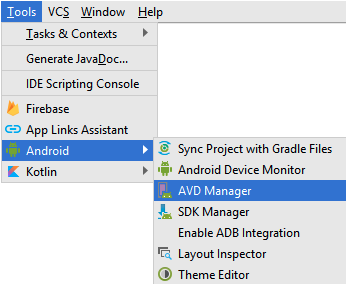 Tools VCS Window Help
Tasks & Contexts
Generate JavaDoc...
IDE Scripting Console
Firebase
App Links Assistant
Android
Kotlin
Sync Project with Gradle Files
Android Device Monitor
AVD Manager
SDK Manager
Enable ADB Integration
Layout Inspector
Theme Editor